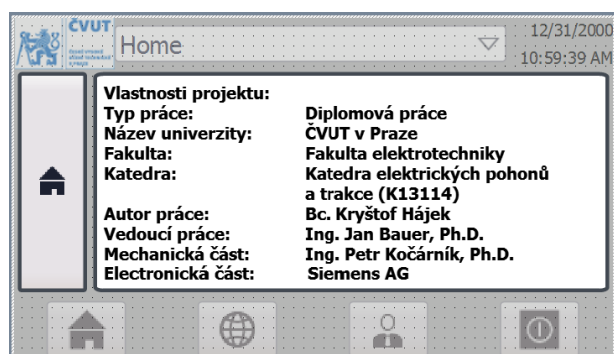 ČVUT
Home
12/31/2000
10:59:39 AM
Vlastnosti projektu:
Typ práce: Diplomová práce
Název univerzity: ČVUT v Praze
Fakulta: Fakulta elektrotechniky
Katedra: Katedra elektrických pohonů
a trakce (K13114)
Autor práce: Bc. Kryštof Hájek
Vedoucí práce: Ing. Jan Bauer, Ph.D.
Mechanická část: Ing. Petr Kočárník, Ph.D.
Electronická část: Siemens AG